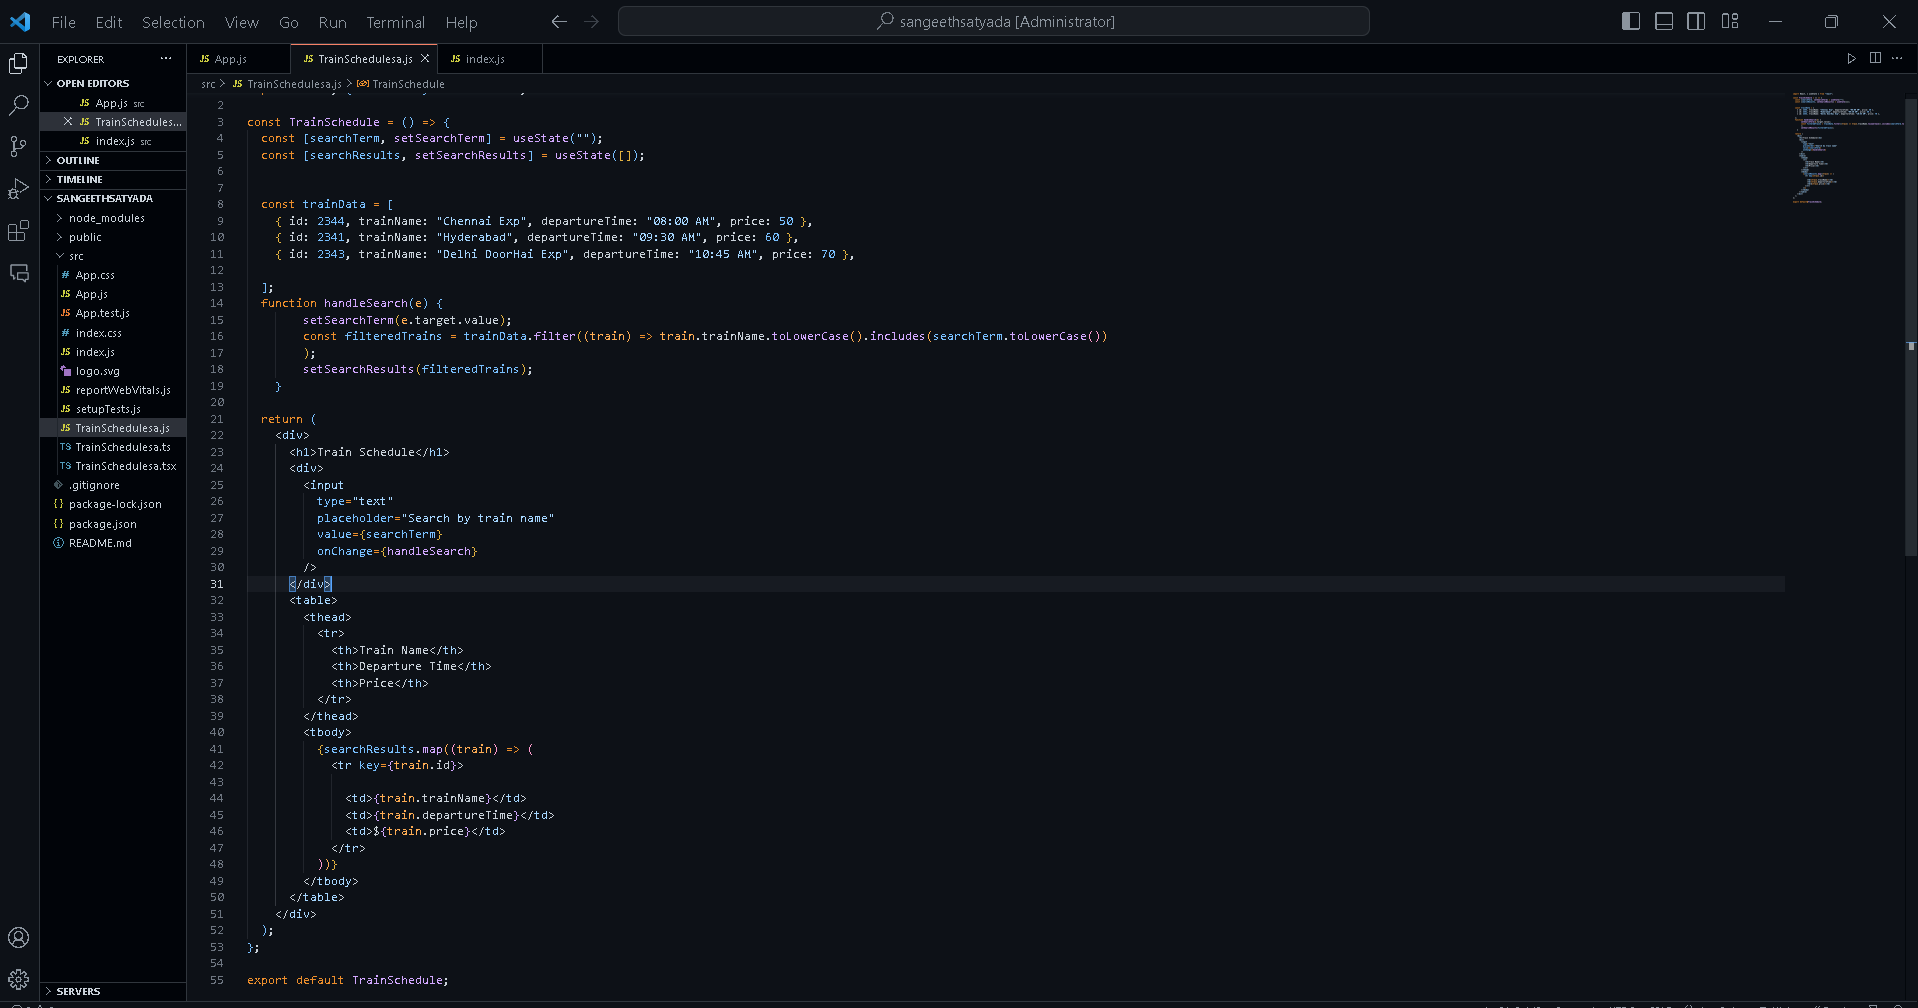 File Edit Selection View Go Run Terminal Help
sangeethsatyada [Administrator]
EXPLORER
OPEN EDITORS
App.js src
TrainSchedules...
index.js src
OUTLINE
TIMELINE
SANGEETHSATYADA
node_modules
public
src
# App.css
JS App.js
JS App.test.js
# index.css
JS index.js
logo.svg
JS reportWebVitals.js
JS setupTests.js
JS TrainSchedulesa.js
TS TrainSchedulesa.ts
TS TrainSchedulesa.tsx
.gitignore
{} package-lock.json
{} package.json
README.md
SERVERS
JS App.js JS TrainSchedulesa.js JS index.js
src > JS TrainSchedulesa.js > TrainSchedule
2
3 const TrainSchedule = () => {
4 const [searchTerm, setSearchTerm] = useState("");
5 const [searchResults, setSearchResults] = useState([]);
6
7
8 const trainData = [
9 { id: 2344, trainName: "Chennai Exp", departureTime: "08:00 AM", price: 50 },
10 { id: 2341, trainName: "Hyderabad", departureTime: "09:30 AM", price: 60 },
11 { id: 2343, trainName: "Delhi DoorHai Exp", departureTime: "10:45 AM", price: 70 },
12
13 ];
14 function handleSearch(e) {
15 setSearchTerm(e.target.value);
16 const filteredTrains = trainData.filter((train) => train.trainName.toLowerCase().includes(searchTerm.toLowerCase())
17 );
18 setSearchResults(filteredTrains);
19 }
20
21 return (
22 <div>
23 <h1>Train Schedule</h1>
24 <div>
25 <input
26 type="text"
27 placeholder="Search by train name"
28 value={searchTerm}
29 onChange={handleSearch}
30 />
31 </div>
32 <table>
33 <thead>
34 <tr>
35 <th>Train Name</th>
36 <th>Departure Time</th>
37 <th>Price</th>
38 </tr>
39 </thead>
40 <tbody>
41 {searchResults.map((train) => (
42 <tr key={train.id}>
43
44 <td>{train.trainName}</td>
45 <td>{train.departureTime}</td>
46 <td>${train.price}</td>
47 </tr>
48 ))}
49 </tbody>
50 </table>
51 </div>
52 );
53 };
54
55 export default TrainSchedule;